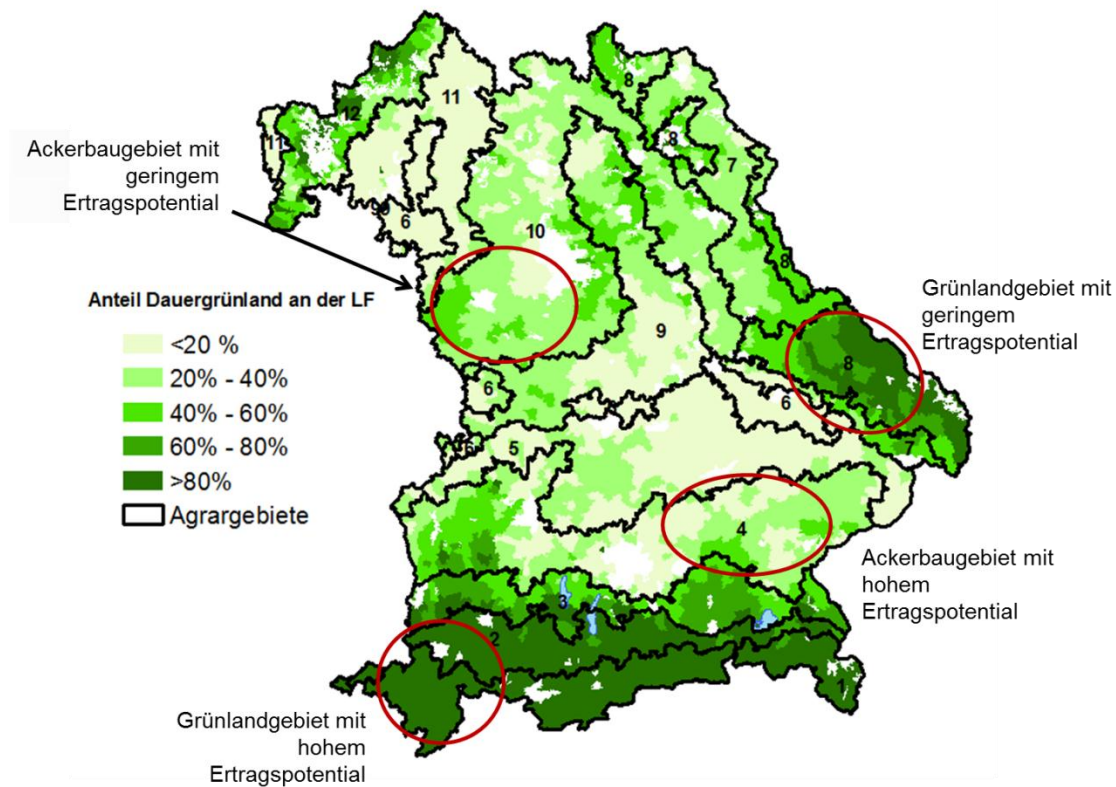 8
11
12
11
8
7
Ackerbaugebiet mit
geringem
Ertragspotential
6
10
8
Grünlandgebiet mit
geringem
Ertragspotential
Anteil Dauergrünland an der LF
<20 %
20% - 40%
40% - 60%
60% - 80%
>80%
Agrargebiete
9
8
6
6
5
7
4
Ackerbaugebiet mit
hohem
Ertragspotential
3
2
1
Grünlandgebiet mit
hohem
Ertragspotential